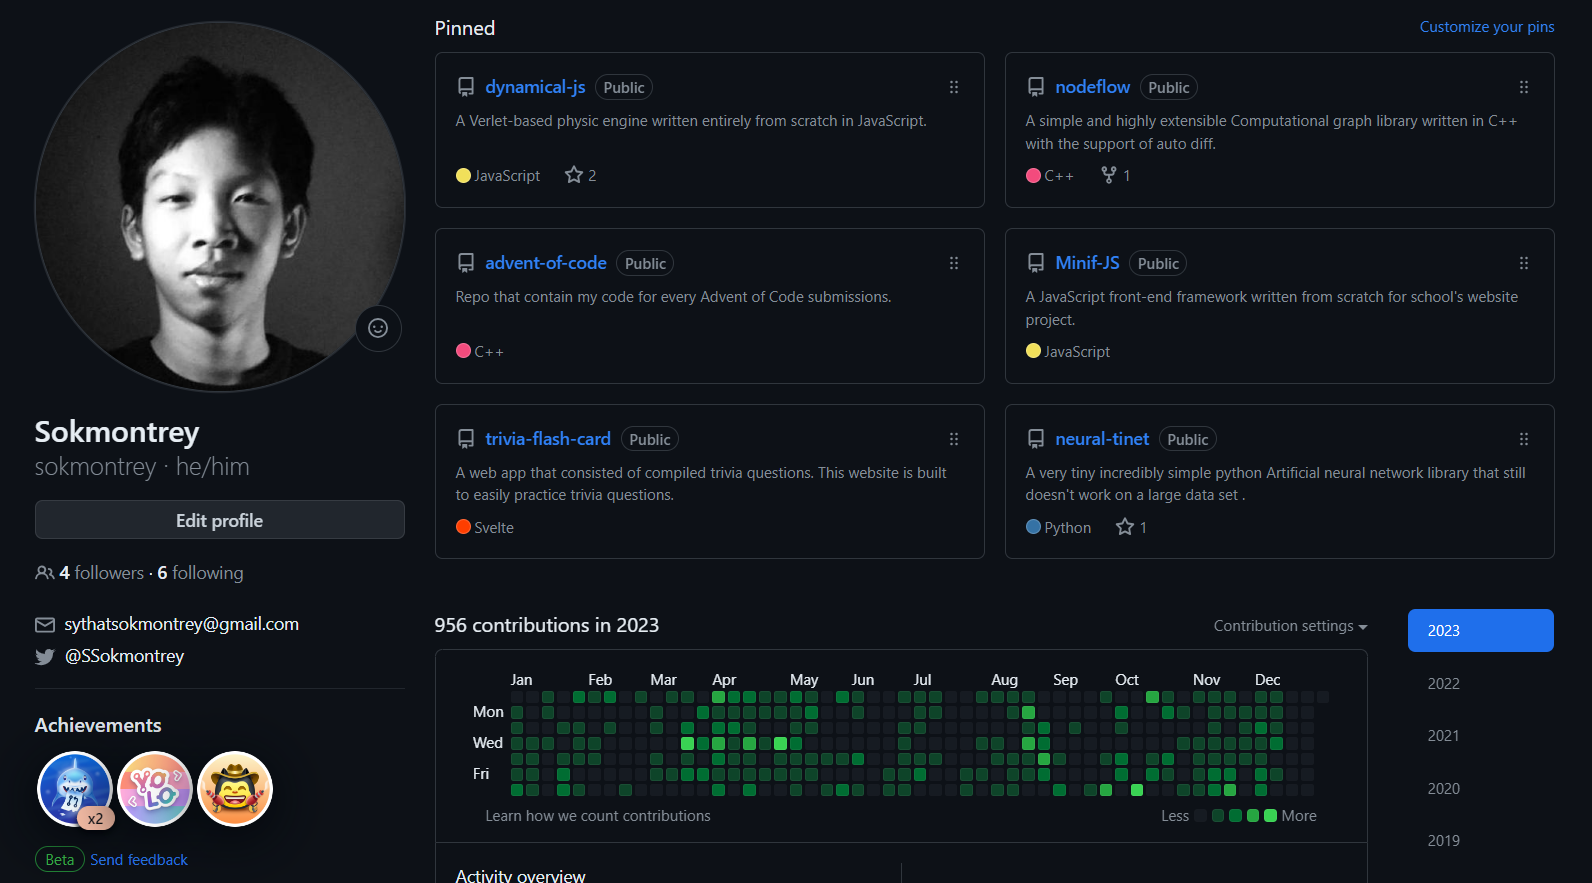 Sokmontrey
sokmontrey · he/him
Edit profile
4 followers · 6 following
sythatsokmontrey@gmail.com
@SSokmontrey
Achievements
x2
YOLO
Beta Send feedback
Pinned
Customize your pins
dynamical-js Public
A Verlet-based physic engine written entirely from scratch in JavaScript.
JavaScript 2
nodeflow Public
A simple and highly extensible Computational graph library written in C++
with the support of auto diff.
C++ 1
advent-of-code Public
Repo that contain my code for every Advent of Code submissions.
C++
Minif-JS Public
A JavaScript front-end framework written from scratch for school's website
project.
JavaScript
trivia-flash-card Public
A web app that consisted of compiled trivia questions. This website is built
to easily practice trivia questions.
Svelte
neural-tinet Public
A very tiny incredibly simple python Artificial neural network library that still
doesn't work on a large data set .
Python 1
956 contributions in 2023
Contribution settings
Jan Feb Mar Apr May Jun Jul Aug Sep Oct Nov Dec
Mon
Wed
Fri
Learn how we count contributions
Less More
Activity overview
2023
2022
2021
2020
2019